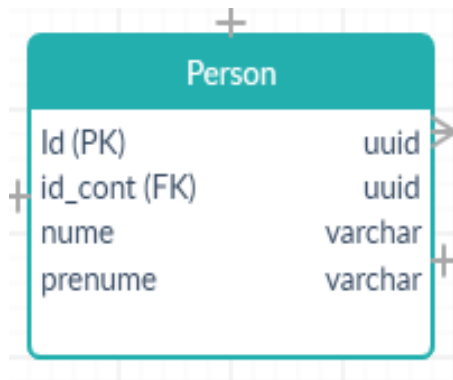 Person
Id (PK) uuid
id_cont (FK) uuid
nume varchar
prenume varchar